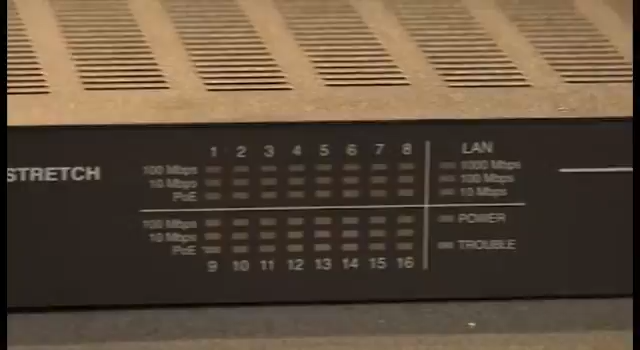 STRETCH
1 2 3 4 5 6 7 8
100 Mbps
10 Mbps
PoE
100 Mbps
10 Mbps
PoE
9 10 11 12 13 14 15 16
LAN
1000 Mbps
100 Mbps
10 Mbps
POWER
TROUBLE